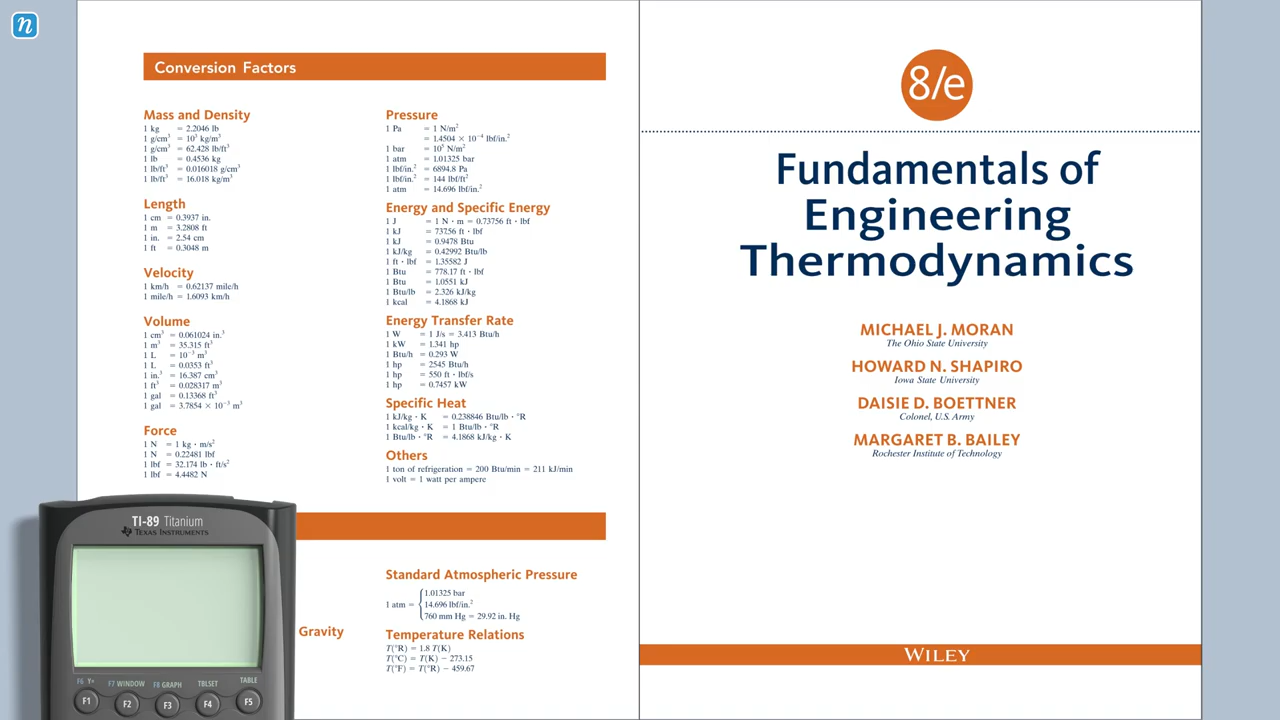 n
Conversion Factors
Mass and Density
1 kg = 2.2046 lb
1 g/cm³ = 10³ kg/m³
1 g/cm³ = 62.428 lb/ft³
1 lb = 0.4536 kg
1 lb/ft³ = 0.016018 g/cm³
1 lb/ft³ = 16.018 kg/m³
Length
1 cm = 0.3937 in.
1 m = 3.2808 ft
1 in. = 2.54 cm
1 ft = 0.3048 m
Velocity
1 km/h = 0.62137 mile/h
1 mile/h = 1.6093 km/h
Volume
1 cm³ = 0.061024 in.³
1 m³ = 35.315 ft³
1 L = 10⁻³ m³
1 L = 0.0353 ft³
1 in.³ = 16.387 cm³
1 ft³ = 0.028317 m³
1 gal = 0.13368 ft³
1 gal = 3.7854 × 10⁻³ m³
Force
1 N = 1 kg · m/s²
1 N = 0.22481 lbf
1 lbf = 32.174 lb · ft/s²
1 lbf = 4.4482 N
Pressure
1 Pa = 1 N/m²
= 1.4504 × 10⁻⁴ lbf/in.²
1 bar = 10⁵ N/m²
1 atm = 1.01325 bar
1 lbf/in.² = 6894.8 Pa
1 lbf/in.² = 144 lbf/ft²
1 atm = 14.696 lbf/in.²
Energy and Specific Energy
1 J = 1 N · m = 0.73756 ft · lbf
1 kJ = 737.56 ft · lbf
1 kJ = 0.9478 Btu
1 kJ/kg = 0.42992 Btu/lb
1 ft · lbf = 1.35582 J
1 Btu = 778.17 ft · lbf
1 Btu = 1.0551 kJ
1 Btu/lb = 2.326 kJ/kg
1 kcal = 4.1868 kJ
Energy Transfer Rate
1 W = 1 J/s = 3.413 Btu/h
1 kW = 1.341 hp
1 Btu/h = 0.293 W
1 hp = 2545 Btu/h
1 hp = 550 ft · lbf/s
1 hp = 0.7457 kW
Specific Heat
1 kJ/kg · K = 0.238846 Btu/lb · °R
1 kcal/kg · K = 1 Btu/lb · °R
1 Btu/lb · °R = 4.1868 kJ/kg · K
Others
1 ton of refrigeration = 200 Btu/min = 211 kJ/min
1 volt = 1 watt per ampere
Gravity
Standard Atmospheric Pressure
1 atm = { 1.01325 bar
14.696 lbf/in.²
760 mm Hg = 29.92 in. Hg
Temperature Relations
T(°R) = 1.8 T(K)
T(°C) = T(K) − 273.15
T(°F) = T(°R) − 459.67
TI-89 Titanium
TEXAS INSTRUMENTS
F6 Y= F7 WINDOW F8 GRAPH TBLSET TABLE
F1 F2 F3 F4 F5
8/e
Fundamentals of
Engineering
Thermodynamics
MICHAEL J. MORAN
The Ohio State University
HOWARD N. SHAPIRO
Iowa State University
DAISIE D. BOETTNER
Colonel, U.S. Army
MARGARET B. BAILEY
Rochester Institute of Technology
WILEY